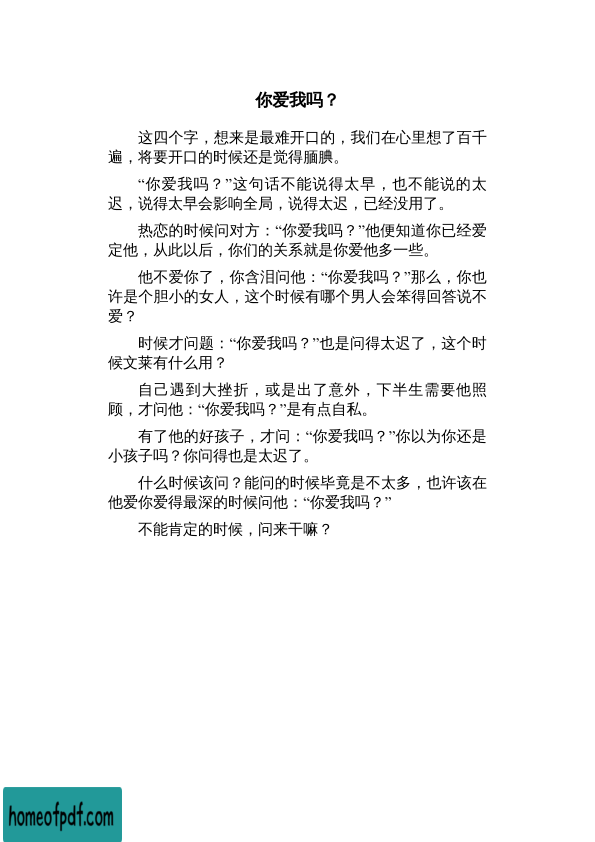 你爱我吗？
这四个字，想来是最难开口的，我们在心里想了百千
遍，将要开口的时候还是觉得腼腆。
“你爱我吗？”这句话不能说得太早，也不能说的太
迟，说得太早会影响全局，说得太迟，已经没用了。
热恋的时候问对方：“你爱我吗？”他便知道你已经爱
定他，从此以后，你们的关系就是你爱他多一些。
他不爱你了，你含泪问他：“你爱我吗？”那么，你也
许是个胆小的女人，这个时候有哪个男人会笨得回答说不
爱？
时候才问题：“你爱我吗？”也是问得太迟了，这个时
候文莱有什么用？
自己遇到大挫折，或是出了意外，下半生需要他照
顾，才问他：“你爱我吗？”是有点自私。
有了他的好孩子，才问：“你爱我吗？”你以为你还是
小孩子吗？你问得也是太迟了。
什么时候该问？能问的时候毕竟是不太多，也许该在
他爱你爱得最深的时候问他：“你爱我吗？”
不能肯定的时候，问来干嘛？
homeofpdf.com